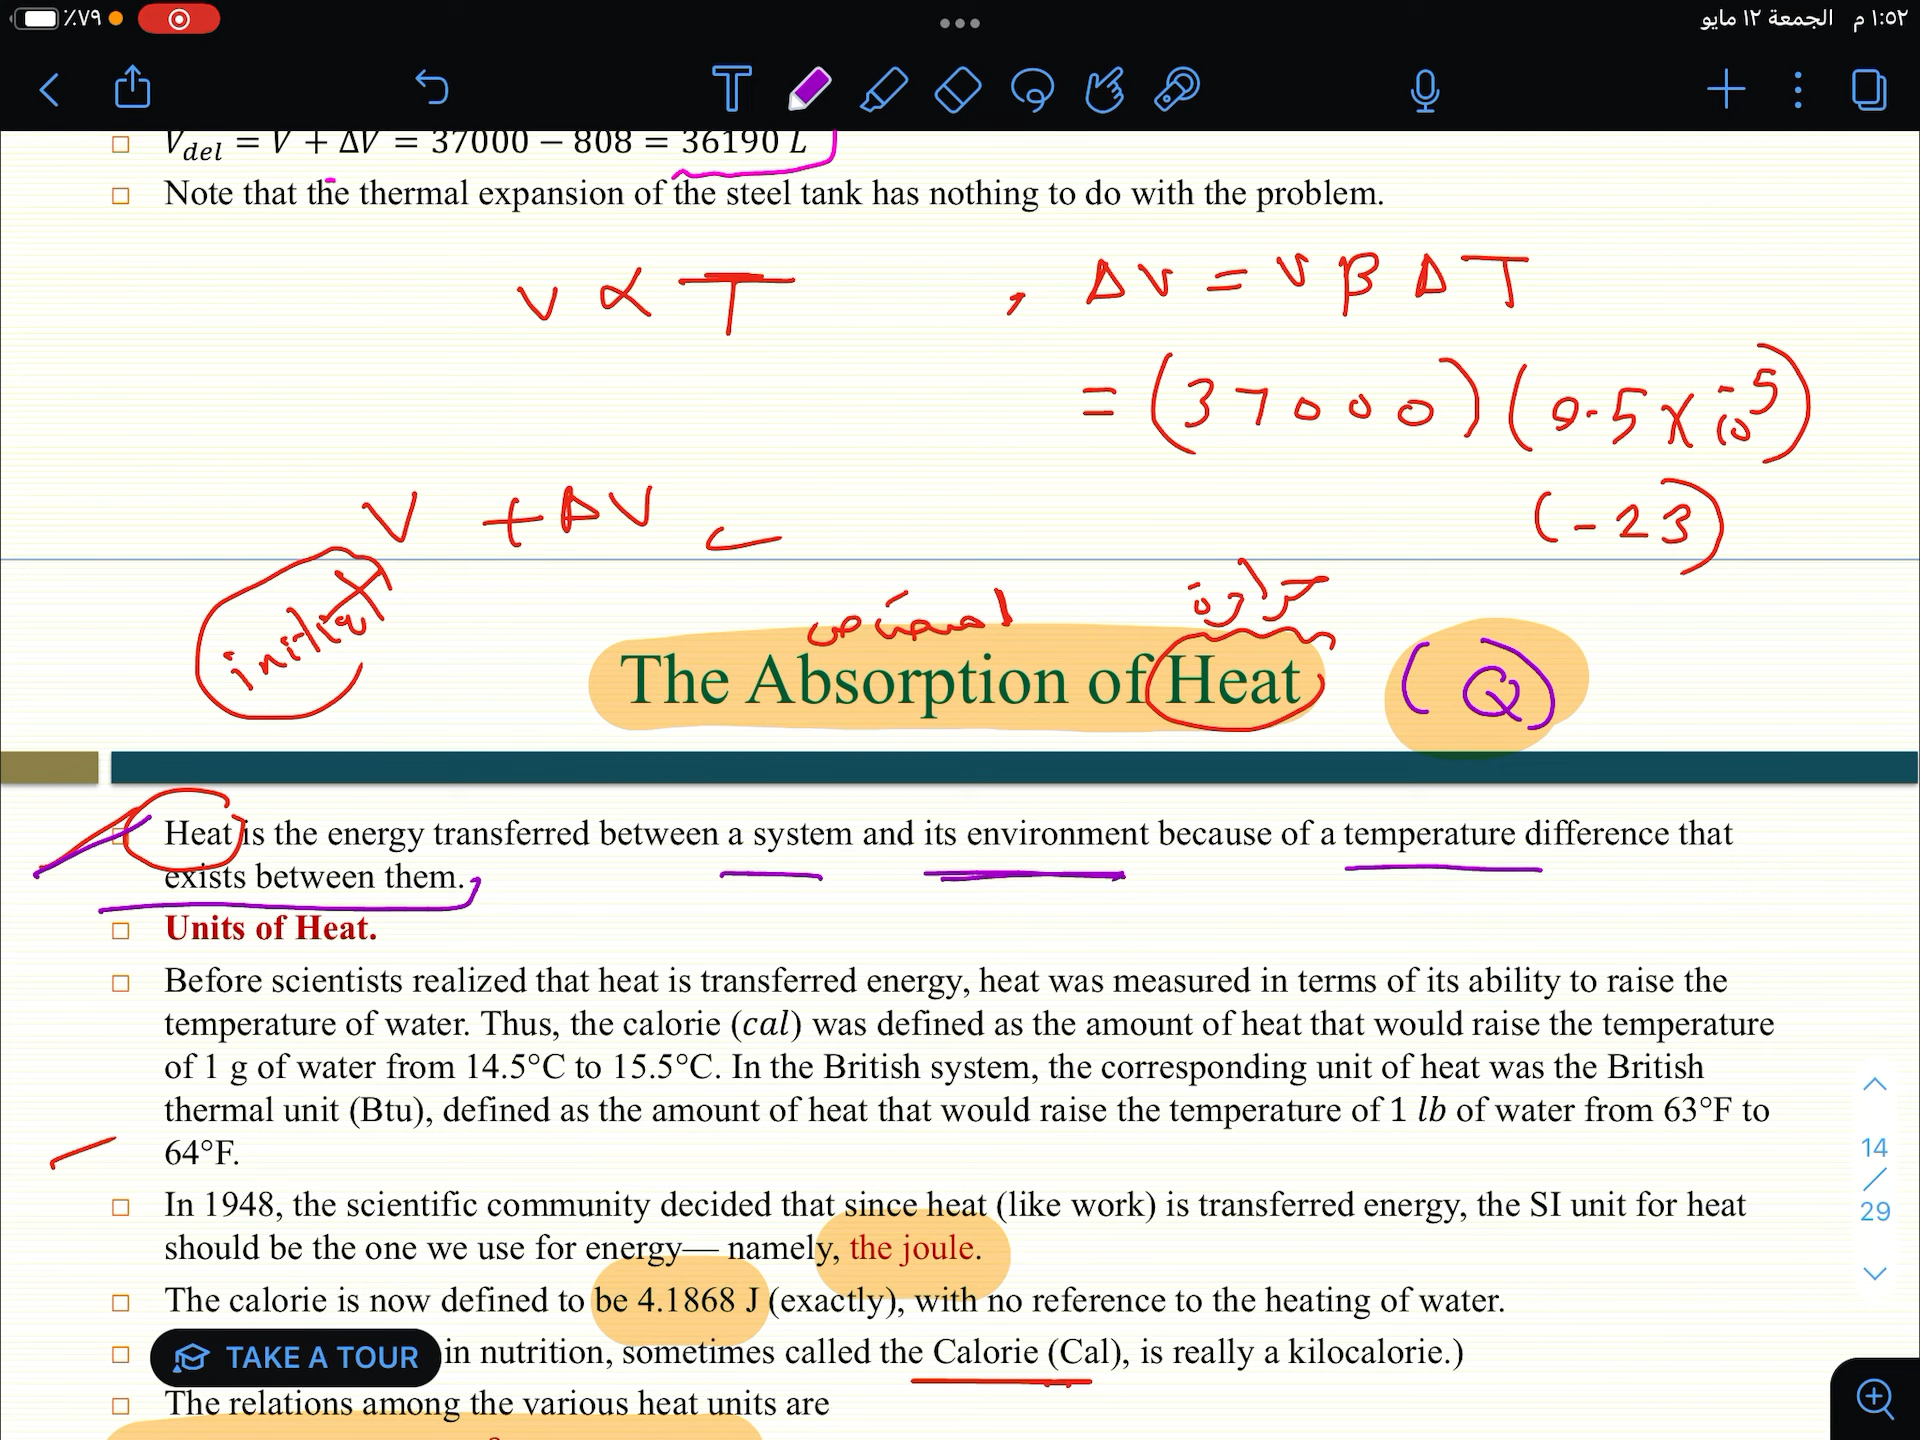 ٪٧٩
١:٥٢ م الجمعة ١٢ مايو
V_del = V + ΔV = 37000 − 808 = 36190 L
Note that the thermal expansion of the steel tank has nothing to do with the problem.
V ∝ T , ΔV = V β Δ T
= (37000) (9.5 × 10^-5)
(-23)
V + ΔV
initial
امتصاص حرارة
The Absorption of Heat (Q)
Heat is the energy transferred between a system and its environment because of a temperature difference that
exists between them.
Units of Heat.
Before scientists realized that heat is transferred energy, heat was measured in terms of its ability to raise the
temperature of water. Thus, the calorie (cal) was defined as the amount of heat that would raise the temperature
of 1 g of water from 14.5°C to 15.5°C. In the British system, the corresponding unit of heat was the British
thermal unit (Btu), defined as the amount of heat that would raise the temperature of 1 lb of water from 63°F to
64°F.
In 1948, the scientific community decided that since heat (like work) is transferred energy, the SI unit for heat
should be the one we use for energy— namely, the joule.
The calorie is now defined to be 4.1868 J (exactly), with no reference to the heating of water.
TAKE A TOUR in nutrition, sometimes called the Calorie (Cal), is really a kilocalorie.)
The relations among the various heat units are
14
/
29